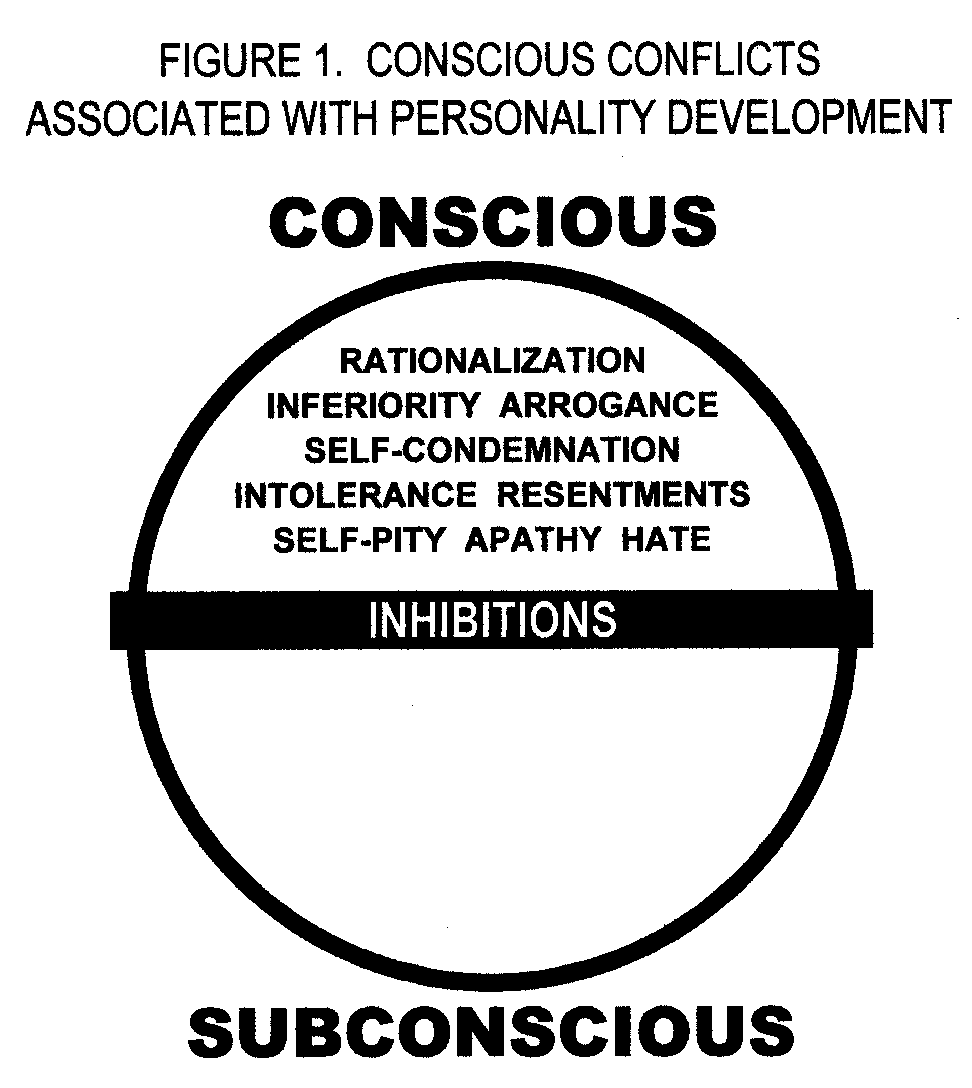 FIGURE 1. CONSCIOUS CONFLICTS
ASSOCIATED WITH PERSONALITY DEVELOPMENT
CONSCIOUS
RATIONALIZATION
INFERIORITY ARROGANCE
SELF-CONDEMNATION
INTOLERANCE RESENTMENTS
SELF-PITY APATHY HATE
INHIBITIONS
SUBCONSCIOUS